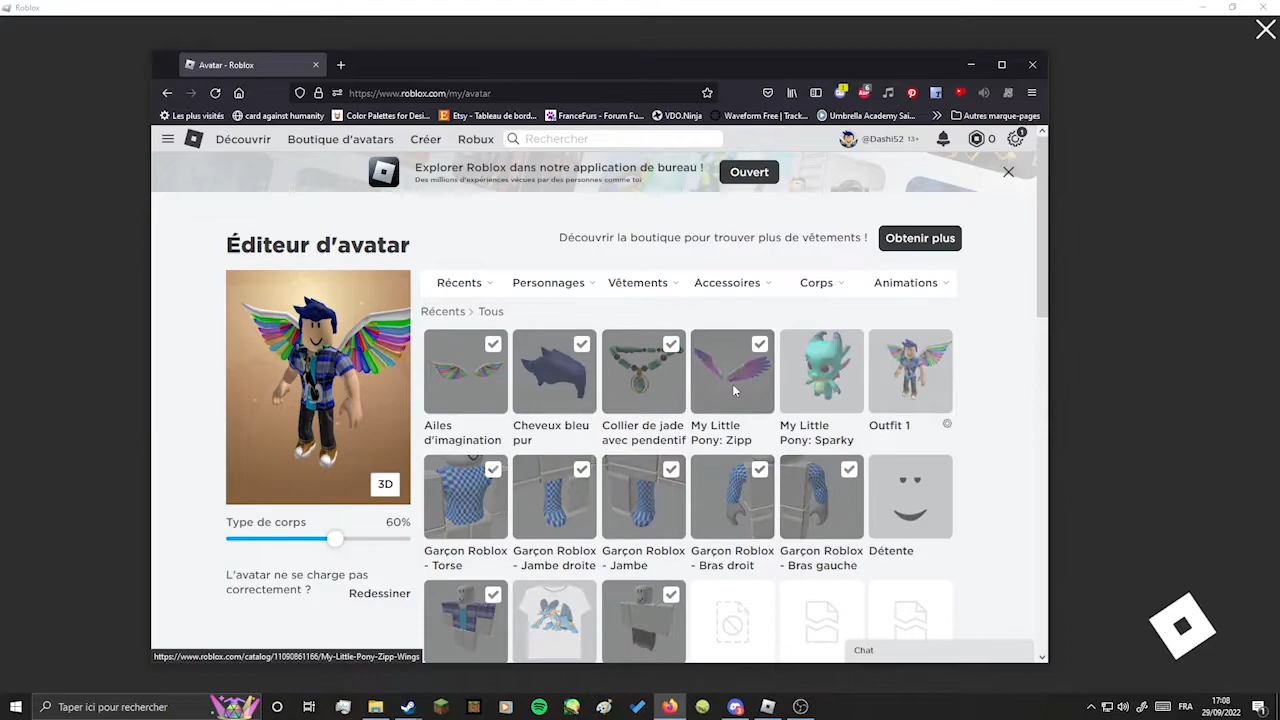 Roblox
Avatar - Roblox
https://www.roblox.com/my/avatar
Les plus visités
card against humanity
Color Palettes for Desi...
Etsy - Tableau de bord...
FranceFurs - Forum Fu...
VDO.Ninja
Waveform Free | Track...
Umbrella Academy Sai...
Autres marque-pages
Découvrir
Boutique d'avatars
Créer
Robux
Rechercher
@Dashi52 13+
0
1
Explorer Roblox dans notre application de bureau !
Des millions d'expériences vécues par des personnes comme toi
Ouvert
Éditeur d'avatar
Découvrir la boutique pour trouver plus de vêtements !
Obtenir plus
Récents
Personnages
Vêtements
Accessoires
Corps
Animations
Récents > Tous
Ailes
d'imagination
Cheveux bleu
pur
Collier de jade
avec pendentif
My Little
Pony: Zipp
My Little
Pony: Sparky
Outfit 1
3D
Type de corps
60%
L'avatar ne se charge pas
correctement ?
Redessiner
Garçon Roblox
- Torse
Garçon Roblox
- Jambe droite
Garçon Roblox
- Jambe
Garçon Roblox
- Bras droit
Garçon Roblox
- Bras gauche
Détente
Chat
https://www.roblox.com/catalog/11090861166/My-Little-Pony-Zipp-Wings
Taper ici pour rechercher
FRA
17:08
29/09/2022